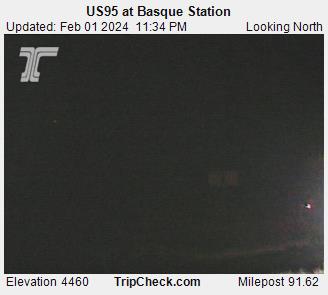 US95 at Basque Station
Updated: Feb 01 2024 11:34 PM Looking North
Elevation 4460 TripCheck.com Milepost 91.62